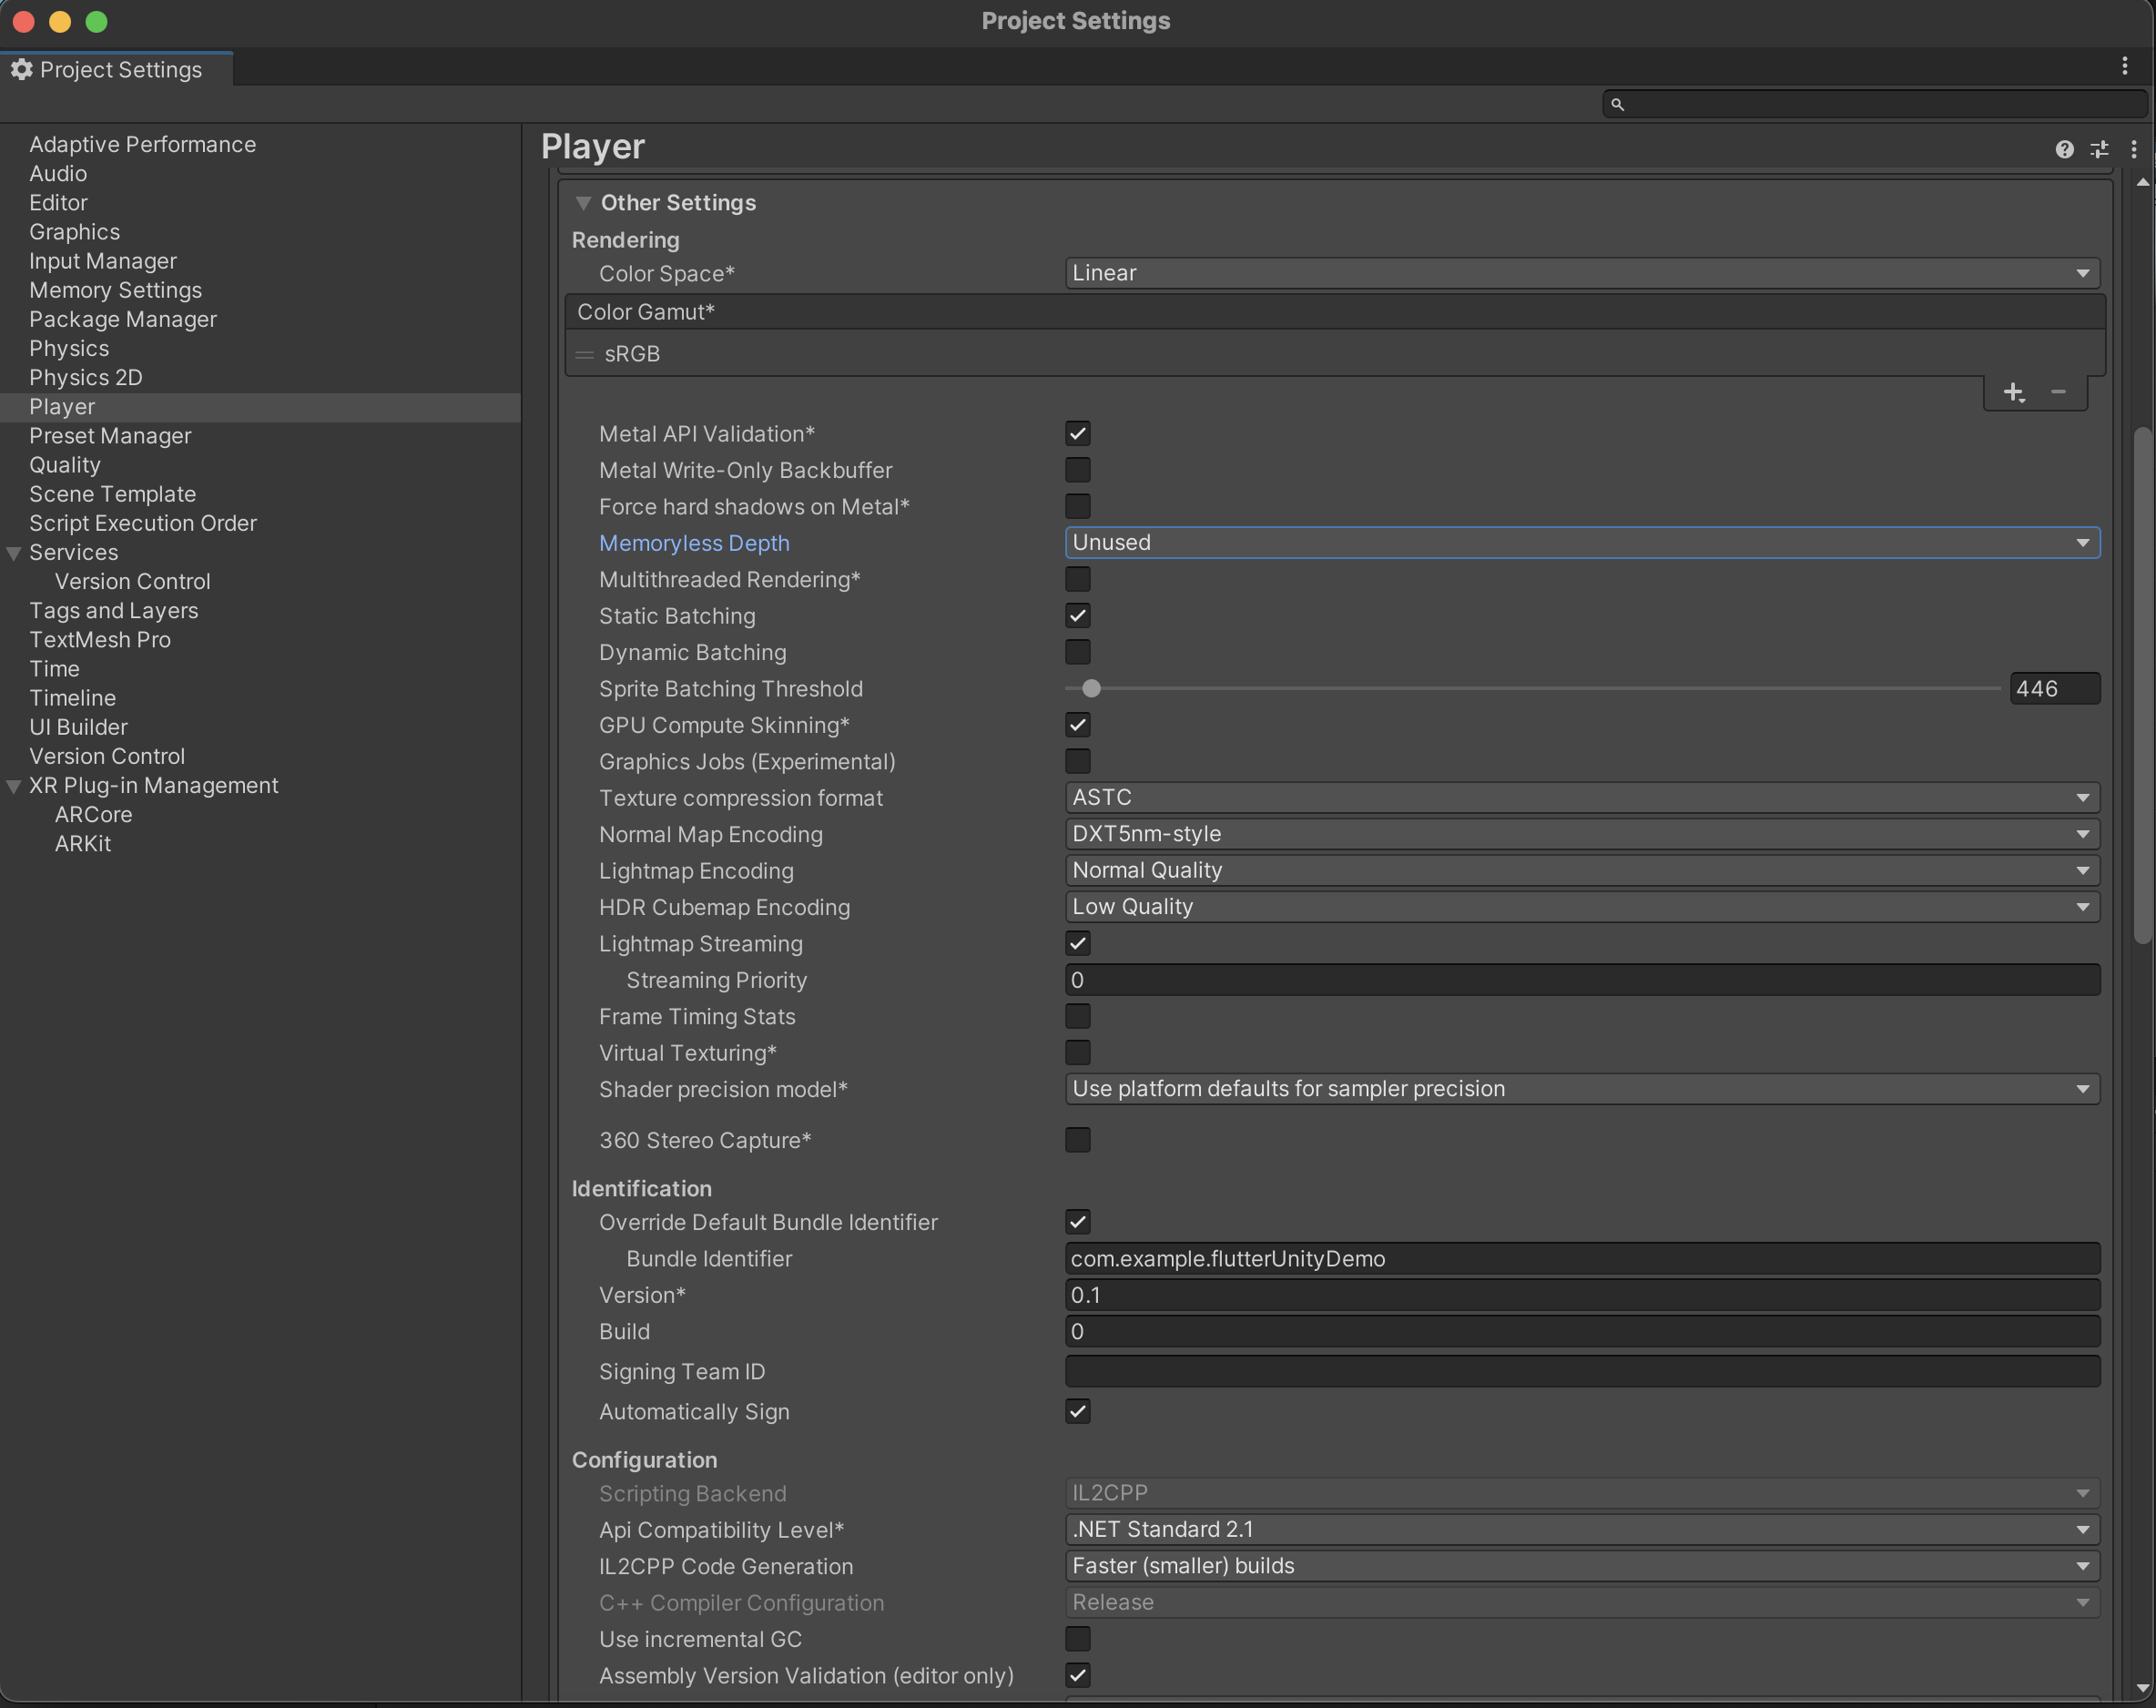 Project Settings
Project Settings
Adaptive Performance
Audio
Editor
Graphics
Input Manager
Memory Settings
Package Manager
Physics
Physics 2D
Player
Preset Manager
Quality
Scene Template
Script Execution Order
Services
Version Control
Tags and Layers
TextMesh Pro
Time
Timeline
UI Builder
Version Control
XR Plug-in Management
ARCore
ARKit
Player
Other Settings
Rendering
Color Space* Linear
Color Gamut*
sRGB
Metal API Validation*
Metal Write-Only Backbuffer
Force hard shadows on Metal*
Memoryless Depth Unused
Multithreaded Rendering*
Static Batching
Dynamic Batching
Sprite Batching Threshold 446
GPU Compute Skinning*
Graphics Jobs (Experimental)
Texture compression format ASTC
Normal Map Encoding DXT5nm-style
Lightmap Encoding Normal Quality
HDR Cubemap Encoding Low Quality
Lightmap Streaming
Streaming Priority 0
Frame Timing Stats
Virtual Texturing*
Shader precision model* Use platform defaults for sampler precision
360 Stereo Capture*
Identification
Override Default Bundle Identifier
Bundle Identifier com.example.flutterUnityDemo
Version* 0.1
Build 0
Signing Team ID
Automatically Sign
Configuration
Scripting Backend IL2CPP
Api Compatibility Level* .NET Standard 2.1
IL2CPP Code Generation Faster (smaller) builds
C++ Compiler Configuration Release
Use incremental GC
Assembly Version Validation (editor only)